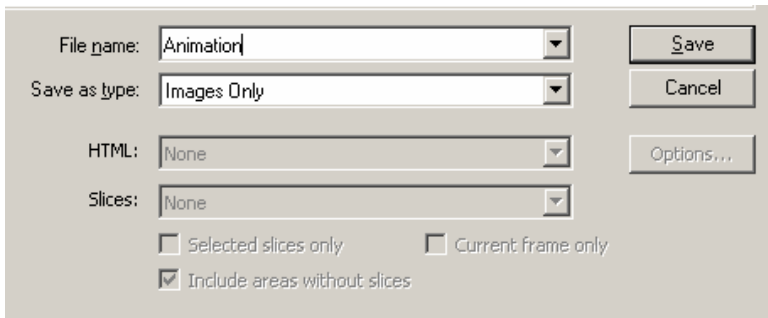 File name: Animation Save
Save as type: Images Only Cancel
HTML: None Options...
Slices: None
Selected slices only Current frame only
Include areas without slices